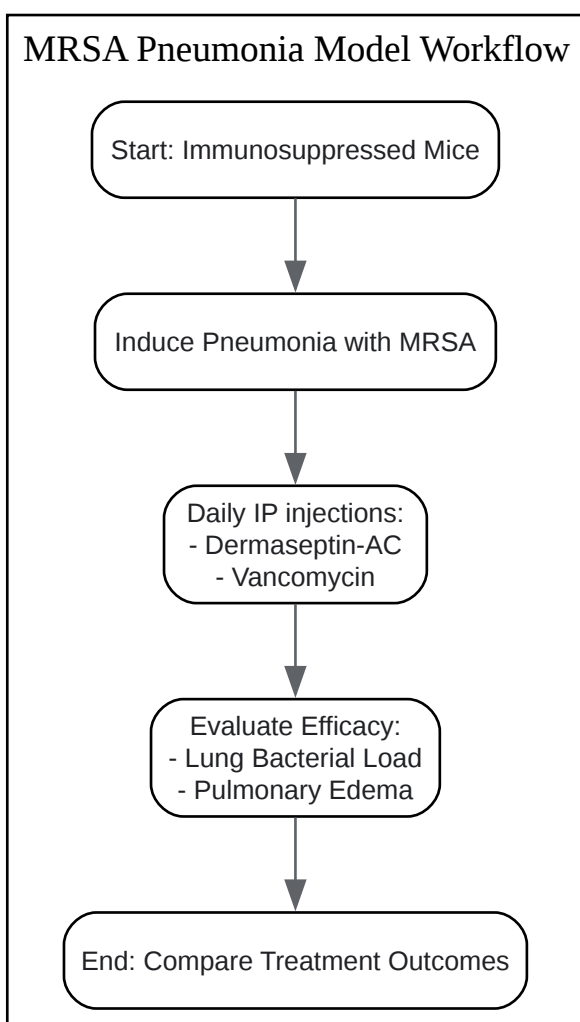 MRSA Pneumonia Model Workflow
Start: Immunosuppressed Mice
Induce Pneumonia with MRSA
Daily IP injections:
- Dermaseptin-AC
- Vancomycin
Evaluate Efficacy:
- Lung Bacterial Load
- Pulmonary Edema
End: Compare Treatment Outcomes